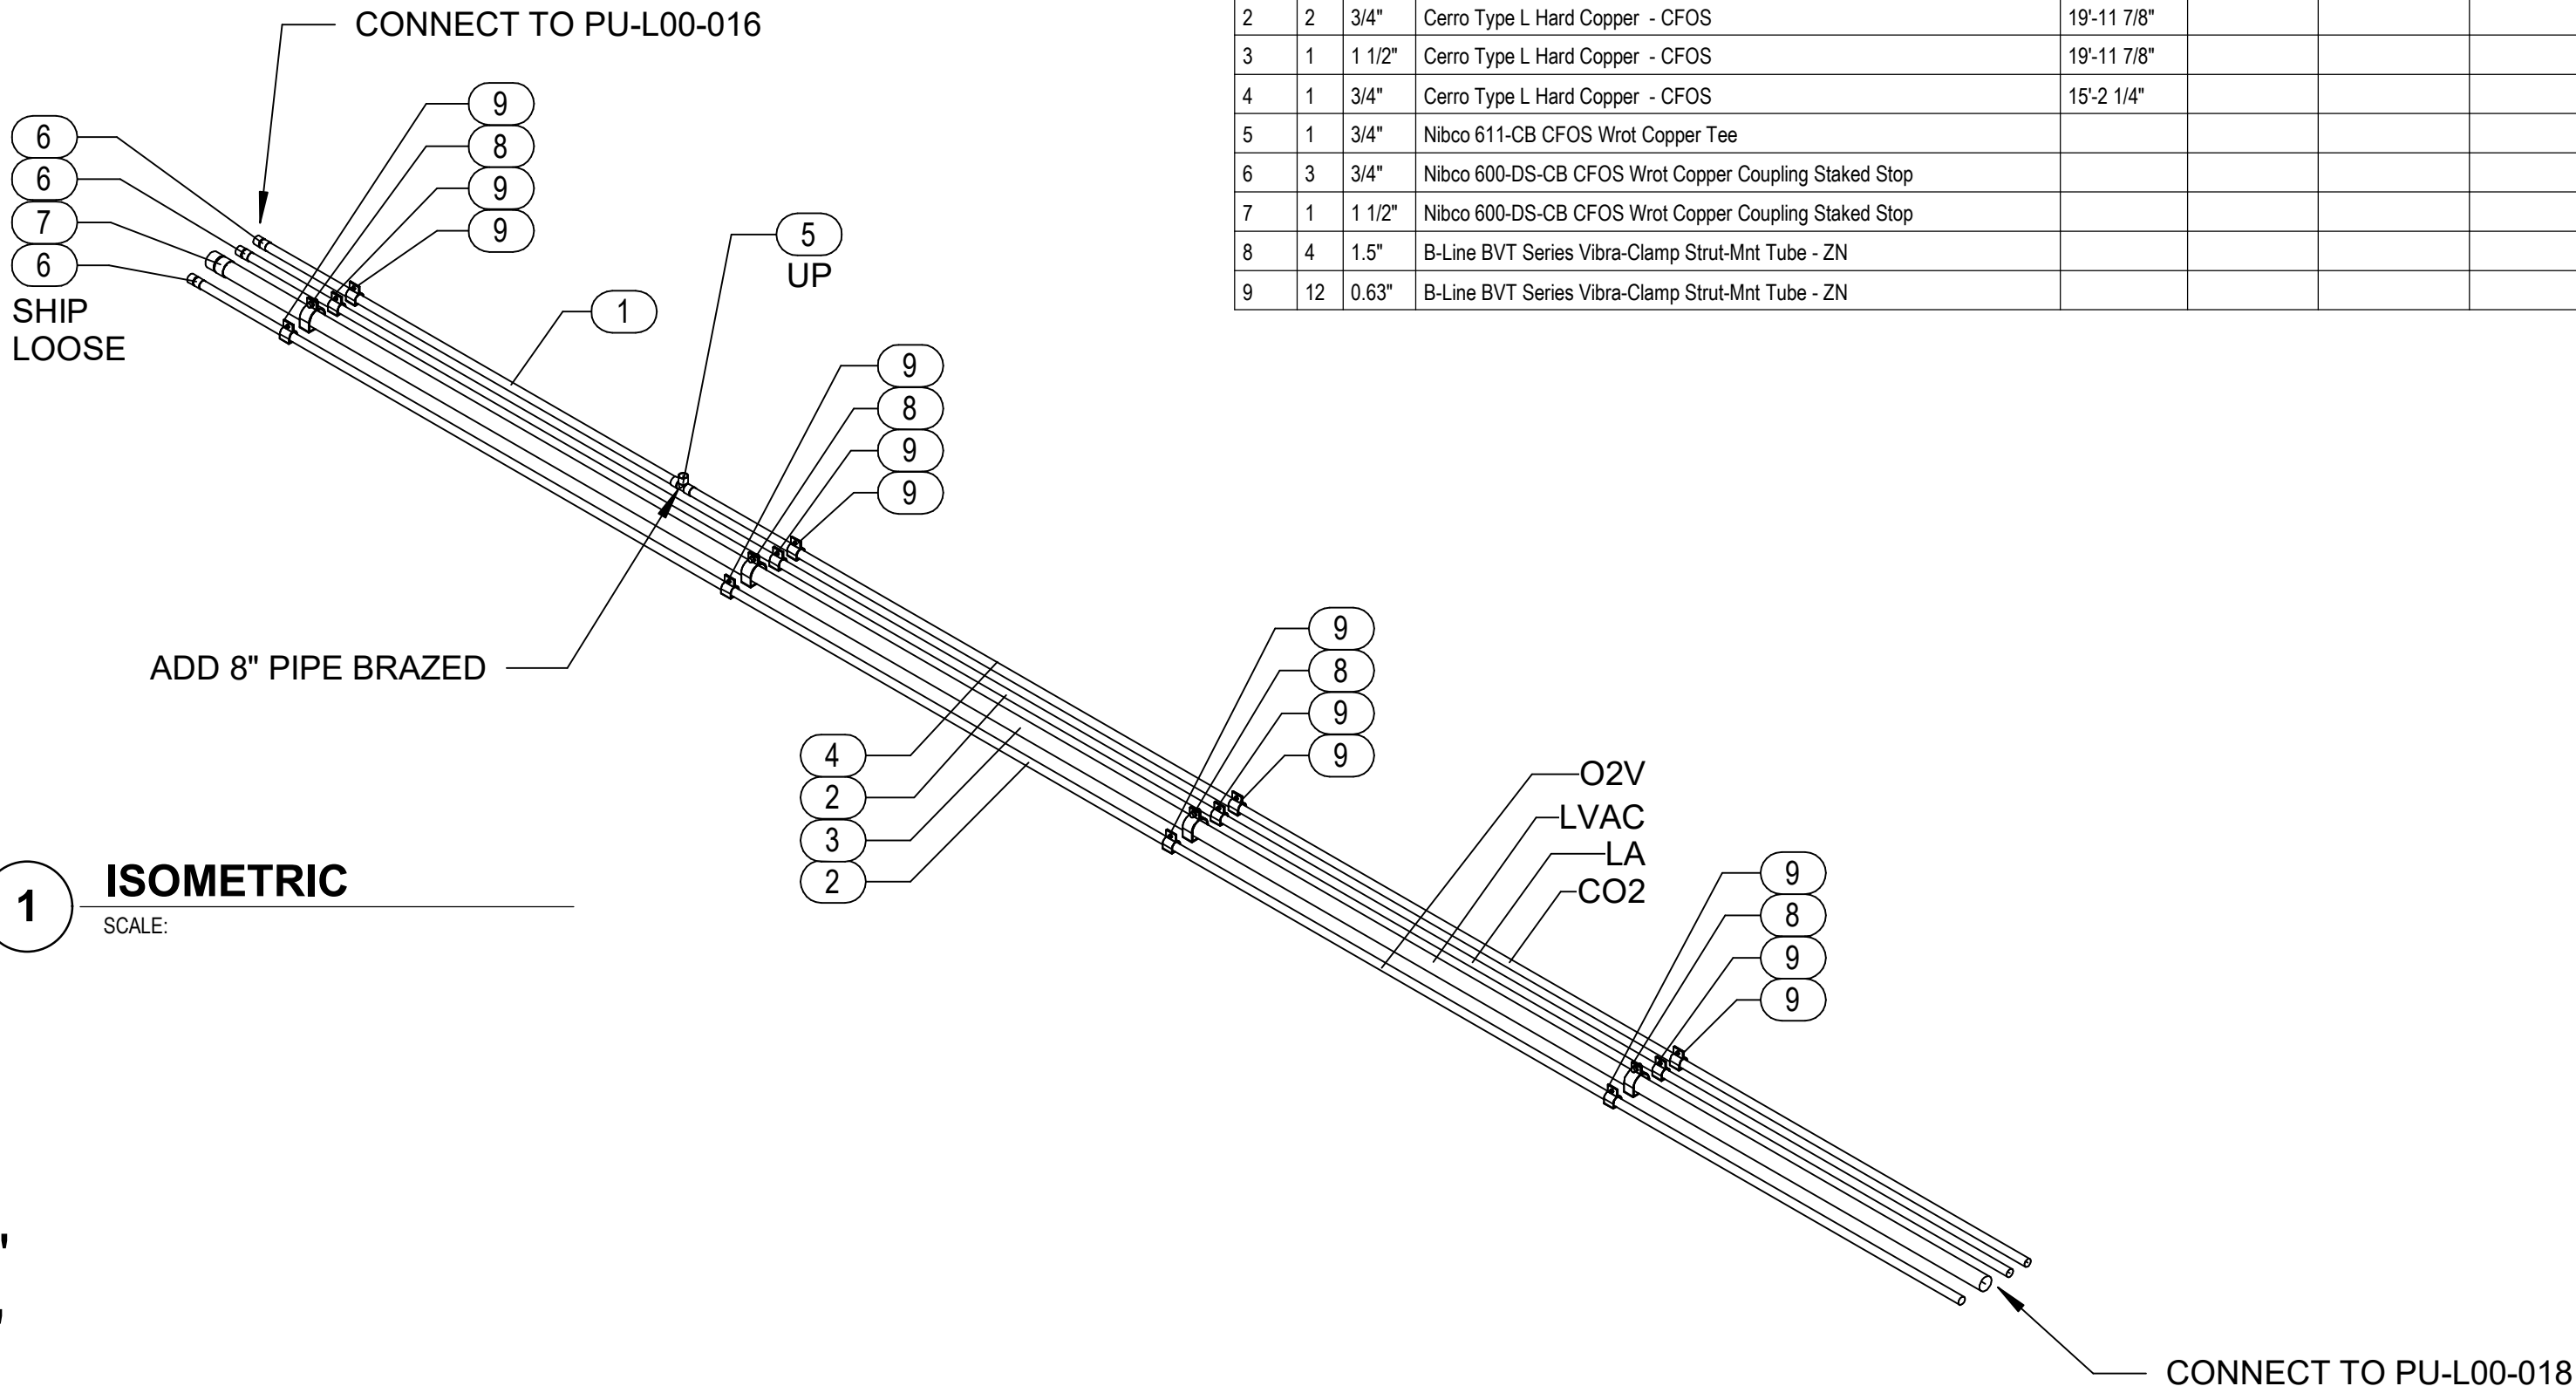 CONNECT TO PU-L00-016
2 2 3/4" Cerro Type L Hard Copper - CFOS 19'-11 7/8"
3 1 1 1/2" Cerro Type L Hard Copper - CFOS 19'-11 7/8"
4 1 3/4" Cerro Type L Hard Copper - CFOS 15'-2 1/4"
5 1 3/4" Nibco 611-CB CFOS Wrot Copper Tee
6 3 3/4" Nibco 600-DS-CB CFOS Wrot Copper Coupling Staked Stop
7 1 1 1/2" Nibco 600-DS-CB CFOS Wrot Copper Coupling Staked Stop
8 4 1.5" B-Line BVT Series Vibra-Clamp Strut-Mnt Tube - ZN
9 12 0.63" B-Line BVT Series Vibra-Clamp Strut-Mnt Tube - ZN
9
8
9
9
6
6
7
6
SHIP
LOOSE
5
UP
1
9
8
9
9
ADD 8" PIPE BRAZED
9
8
9
9
4
2
3
2
O2V
LVAC
LA
CO2
9
8
9
9
1 ISOMETRIC
SCALE:
CONNECT TO PU-L00-018